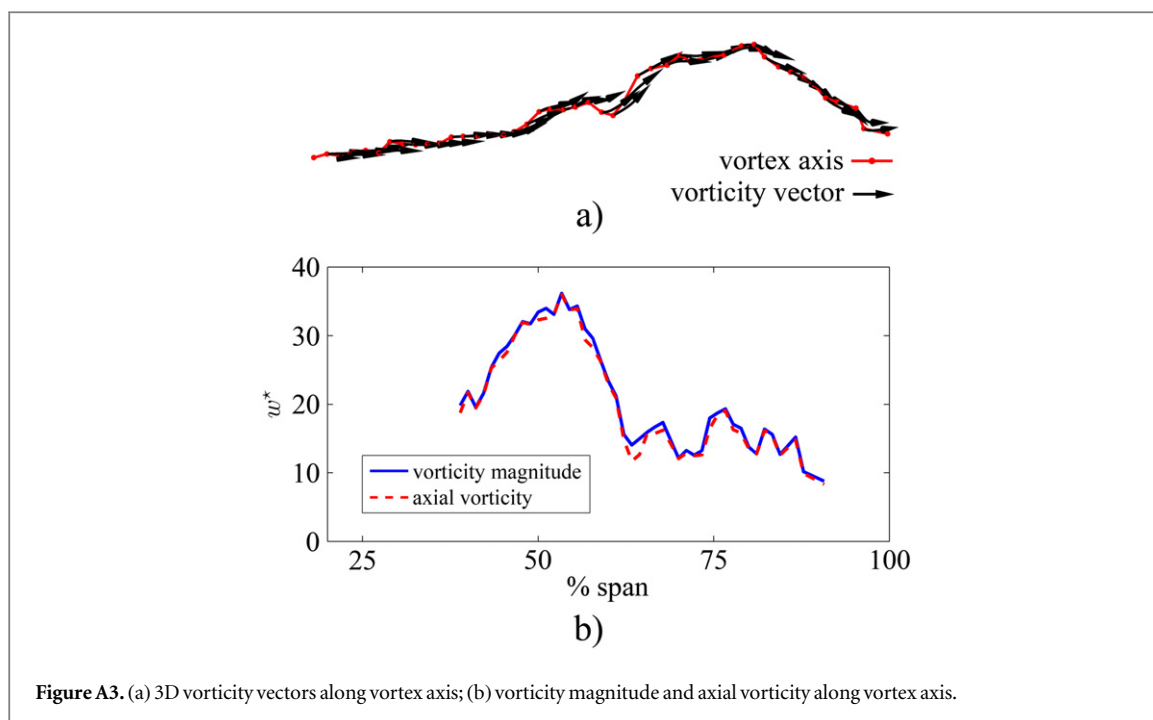 vortex axis
vorticity vector
a)
40
30
20
10
0
w*
vorticity magnitude
axial vorticity
25 50 75 100
% span
b)
Figure A3. (a) 3D vorticity vectors along vortex axis; (b) vorticity magnitude and axial vorticity along vortex axis.